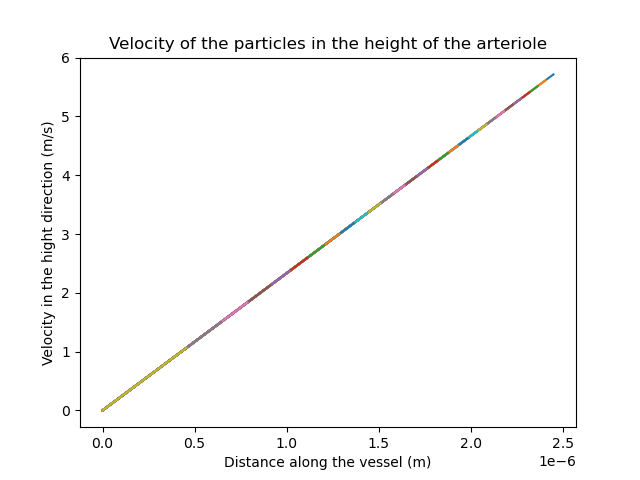 Velocity of the particles in the height of the arteriole
6
5
4
3
2
1
0
Velocity in the hight direction (m/s)
0.0 0.5 1.0 1.5 2.0 2.5
1e−6
Distance along the vessel (m)